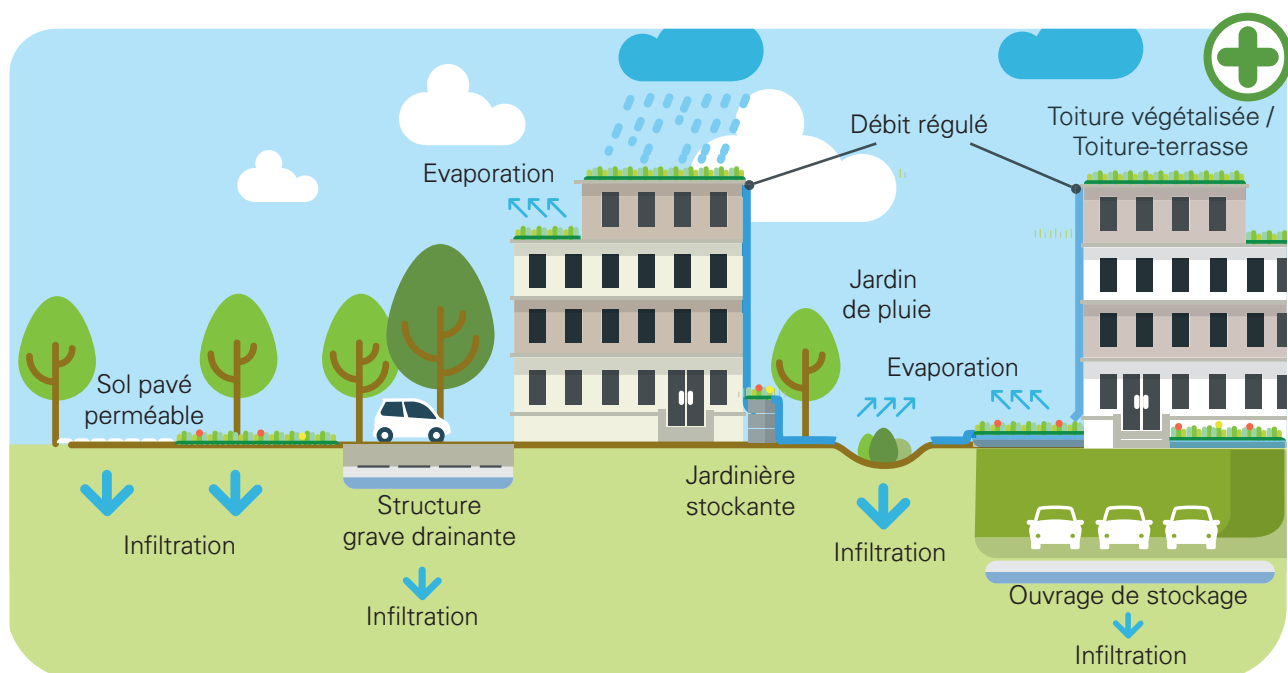 Toiture végétalisée /
Toiture-terrasse
Débit régulé
Evaporation
Jardin
de pluie
Evaporation
Sol pavé
perméable
Jardinière
stockante
Structure
grave drainante
Infiltration
Infiltration
Infiltration
Ouvrage de stockage
Infiltration